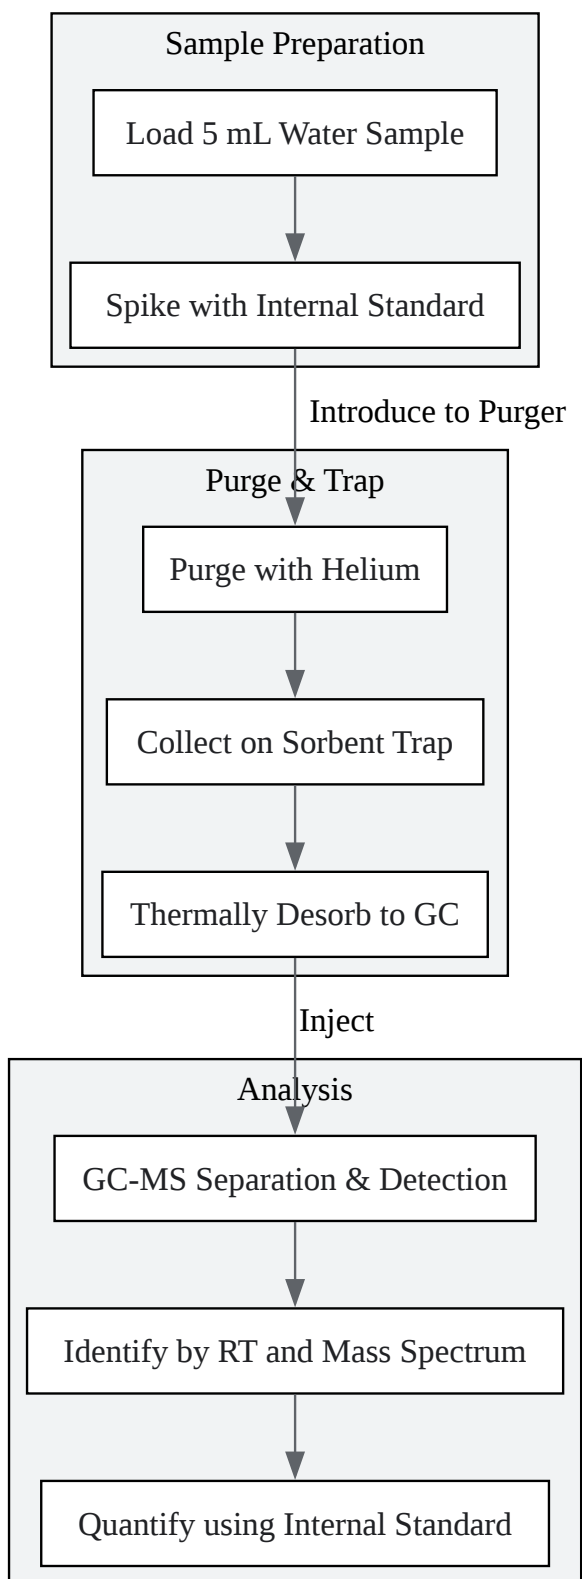 Sample Preparation
Load 5 mL Water Sample
Spike with Internal Standard
Introduce to Purger
Purge & Trap
Purge with Helium
Collect on Sorbent Trap
Thermally Desorb to GC
Inject
Analysis
GC-MS Separation & Detection
Identify by RT and Mass Spectrum
Quantify using Internal Standard